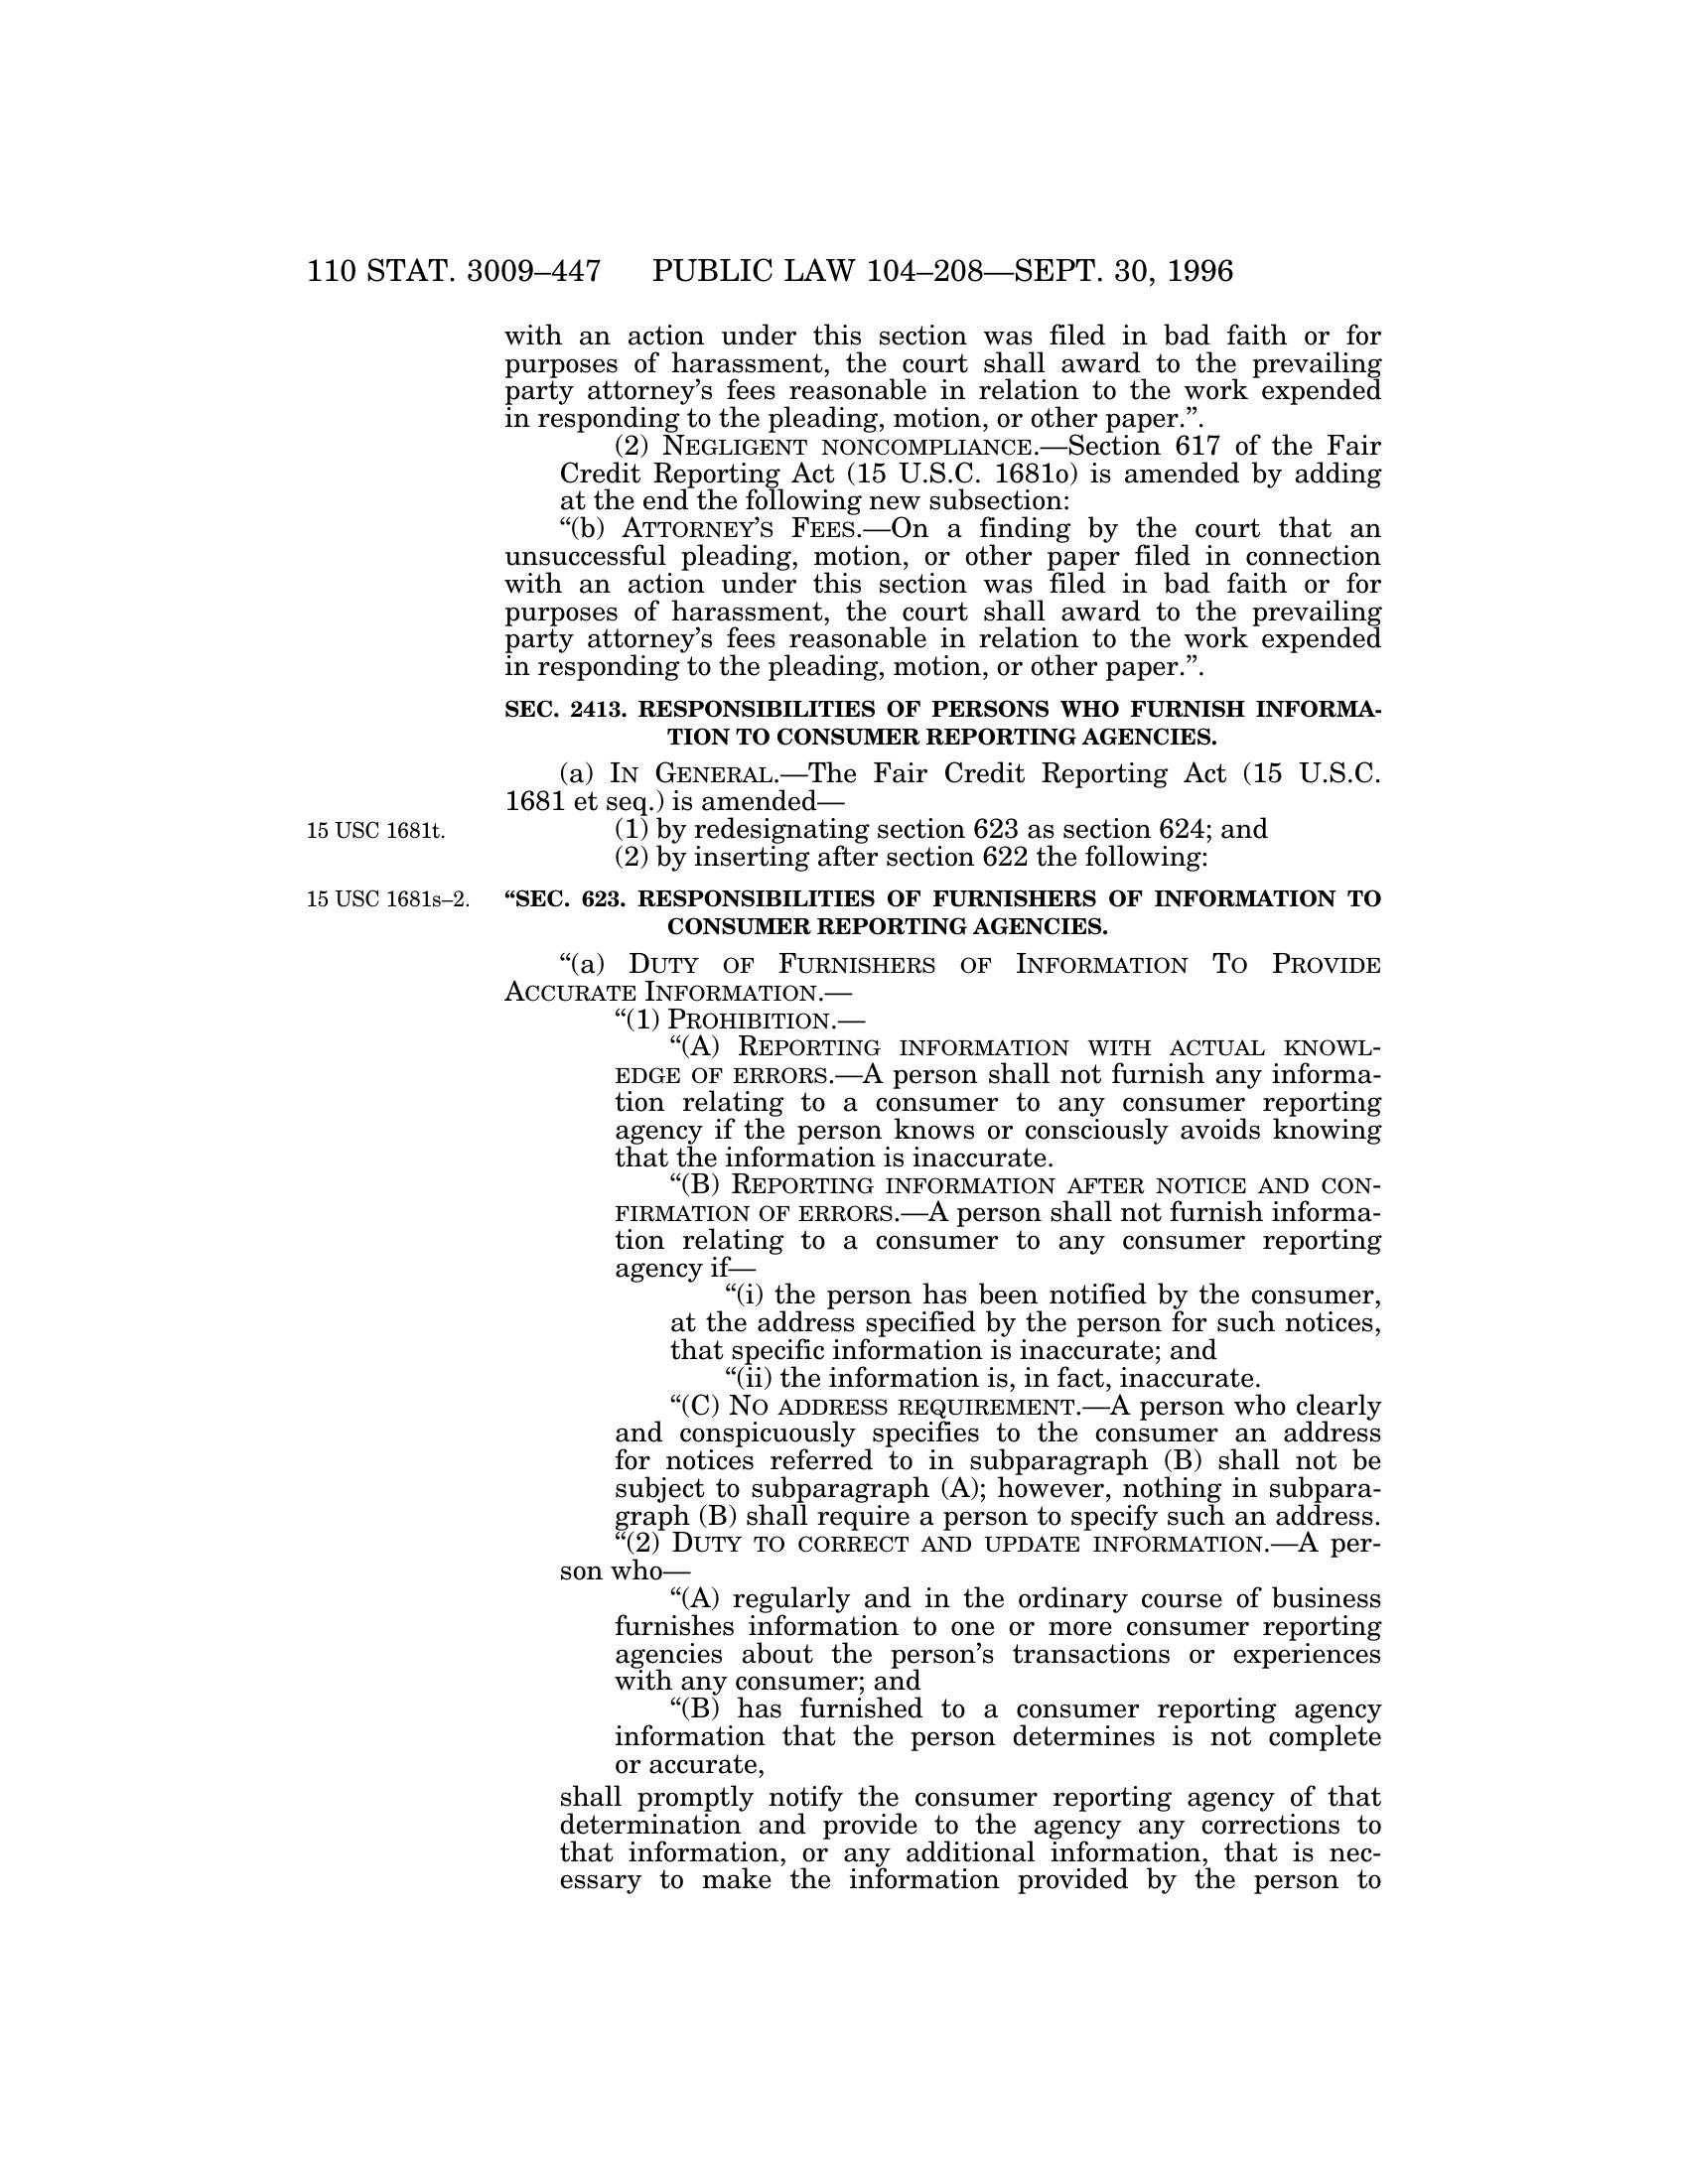 110 STAT. 3009–447 PUBLIC LAW 104–208—SEPT. 30, 1996
with an action under this section was filed in bad faith or for
purposes of harassment, the court shall award to the prevailing
party attorney’s fees reasonable in relation to the work expended
in responding to the pleading, motion, or other paper.”.
(2) NEGLIGENT NONCOMPLIANCE.—Section 617 of the Fair
Credit Reporting Act (15 U.S.C. 1681o) is amended by adding
at the end the following new subsection:
“(b) ATTORNEY’S FEES.—On a finding by the court that an
unsuccessful pleading, motion, or other paper filed in connection
with an action under this section was filed in bad faith or for
purposes of harassment, the court shall award to the prevailing
party attorney’s fees reasonable in relation to the work expended
in responding to the pleading, motion, or other paper.”.
SEC. 2413. RESPONSIBILITIES OF PERSONS WHO FURNISH INFORMA-
TION TO CONSUMER REPORTING AGENCIES.
(a) IN GENERAL.—The Fair Credit Reporting Act (15 U.S.C.
1681 et seq.) is amended—
15 USC 1681t.
(1) by redesignating section 623 as section 624; and
(2) by inserting after section 622 the following:
15 USC 1681s–2.
“SEC. 623. RESPONSIBILITIES OF FURNISHERS OF INFORMATION TO
CONSUMER REPORTING AGENCIES.
“(a) DUTY OF FURNISHERS OF INFORMATION TO PROVIDE
ACCURATE INFORMATION.—
“(1) PROHIBITION.—
“(A) REPORTING INFORMATION WITH ACTUAL KNOWL-
EDGE OF ERRORS.—A person shall not furnish any informa-
tion relating to a consumer to any consumer reporting
agency if the person knows or consciously avoids knowing
that the information is inaccurate.
“(B) REPORTING INFORMATION AFTER NOTICE AND CON-
FIRMATION OF ERRORS.—A person shall not furnish informa-
tion relating to a consumer to any consumer reporting
agency if—
“(i) the person has been notified by the consumer,
at the address specified by the person for such notices,
that specific information is inaccurate; and
“(ii) the information is, in fact, inaccurate.
“(C) NO ADDRESS REQUIREMENT.—A person who clearly
and conspicuously specifies to the consumer an address
for notices referred to in subparagraph (B) shall not be
subject to subparagraph (A); however, nothing in subpara-
graph (B) shall require a person to specify such an address.
“(2) DUTY TO CORRECT AND UPDATE INFORMATION.—A per-
son who—
“(A) regularly and in the ordinary course of business
furnishes information to one or more consumer reporting
agencies about the person’s transactions or experiences
with any consumer; and
“(B) has furnished to a consumer reporting agency
information that the person determines is not complete
or accurate,
shall promptly notify the consumer reporting agency of that
determination and provide to the agency any corrections to
that information, or any additional information, that is nec-
essary to make the information provided by the person to